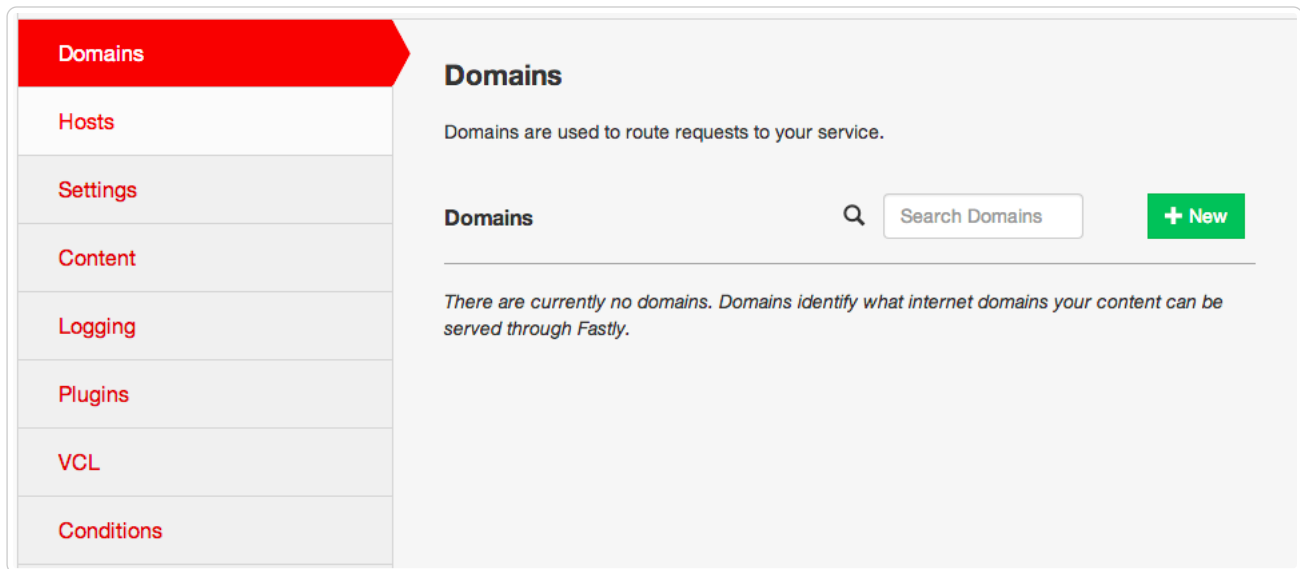 Domains
Hosts
Settings
Content
Logging
Plugins
VCL
Conditions
Domains
Domains are used to route requests to your service.
Domains
Search Domains
+ New
There are currently no domains. Domains identify what internet domains your content can be
served through Fastly.